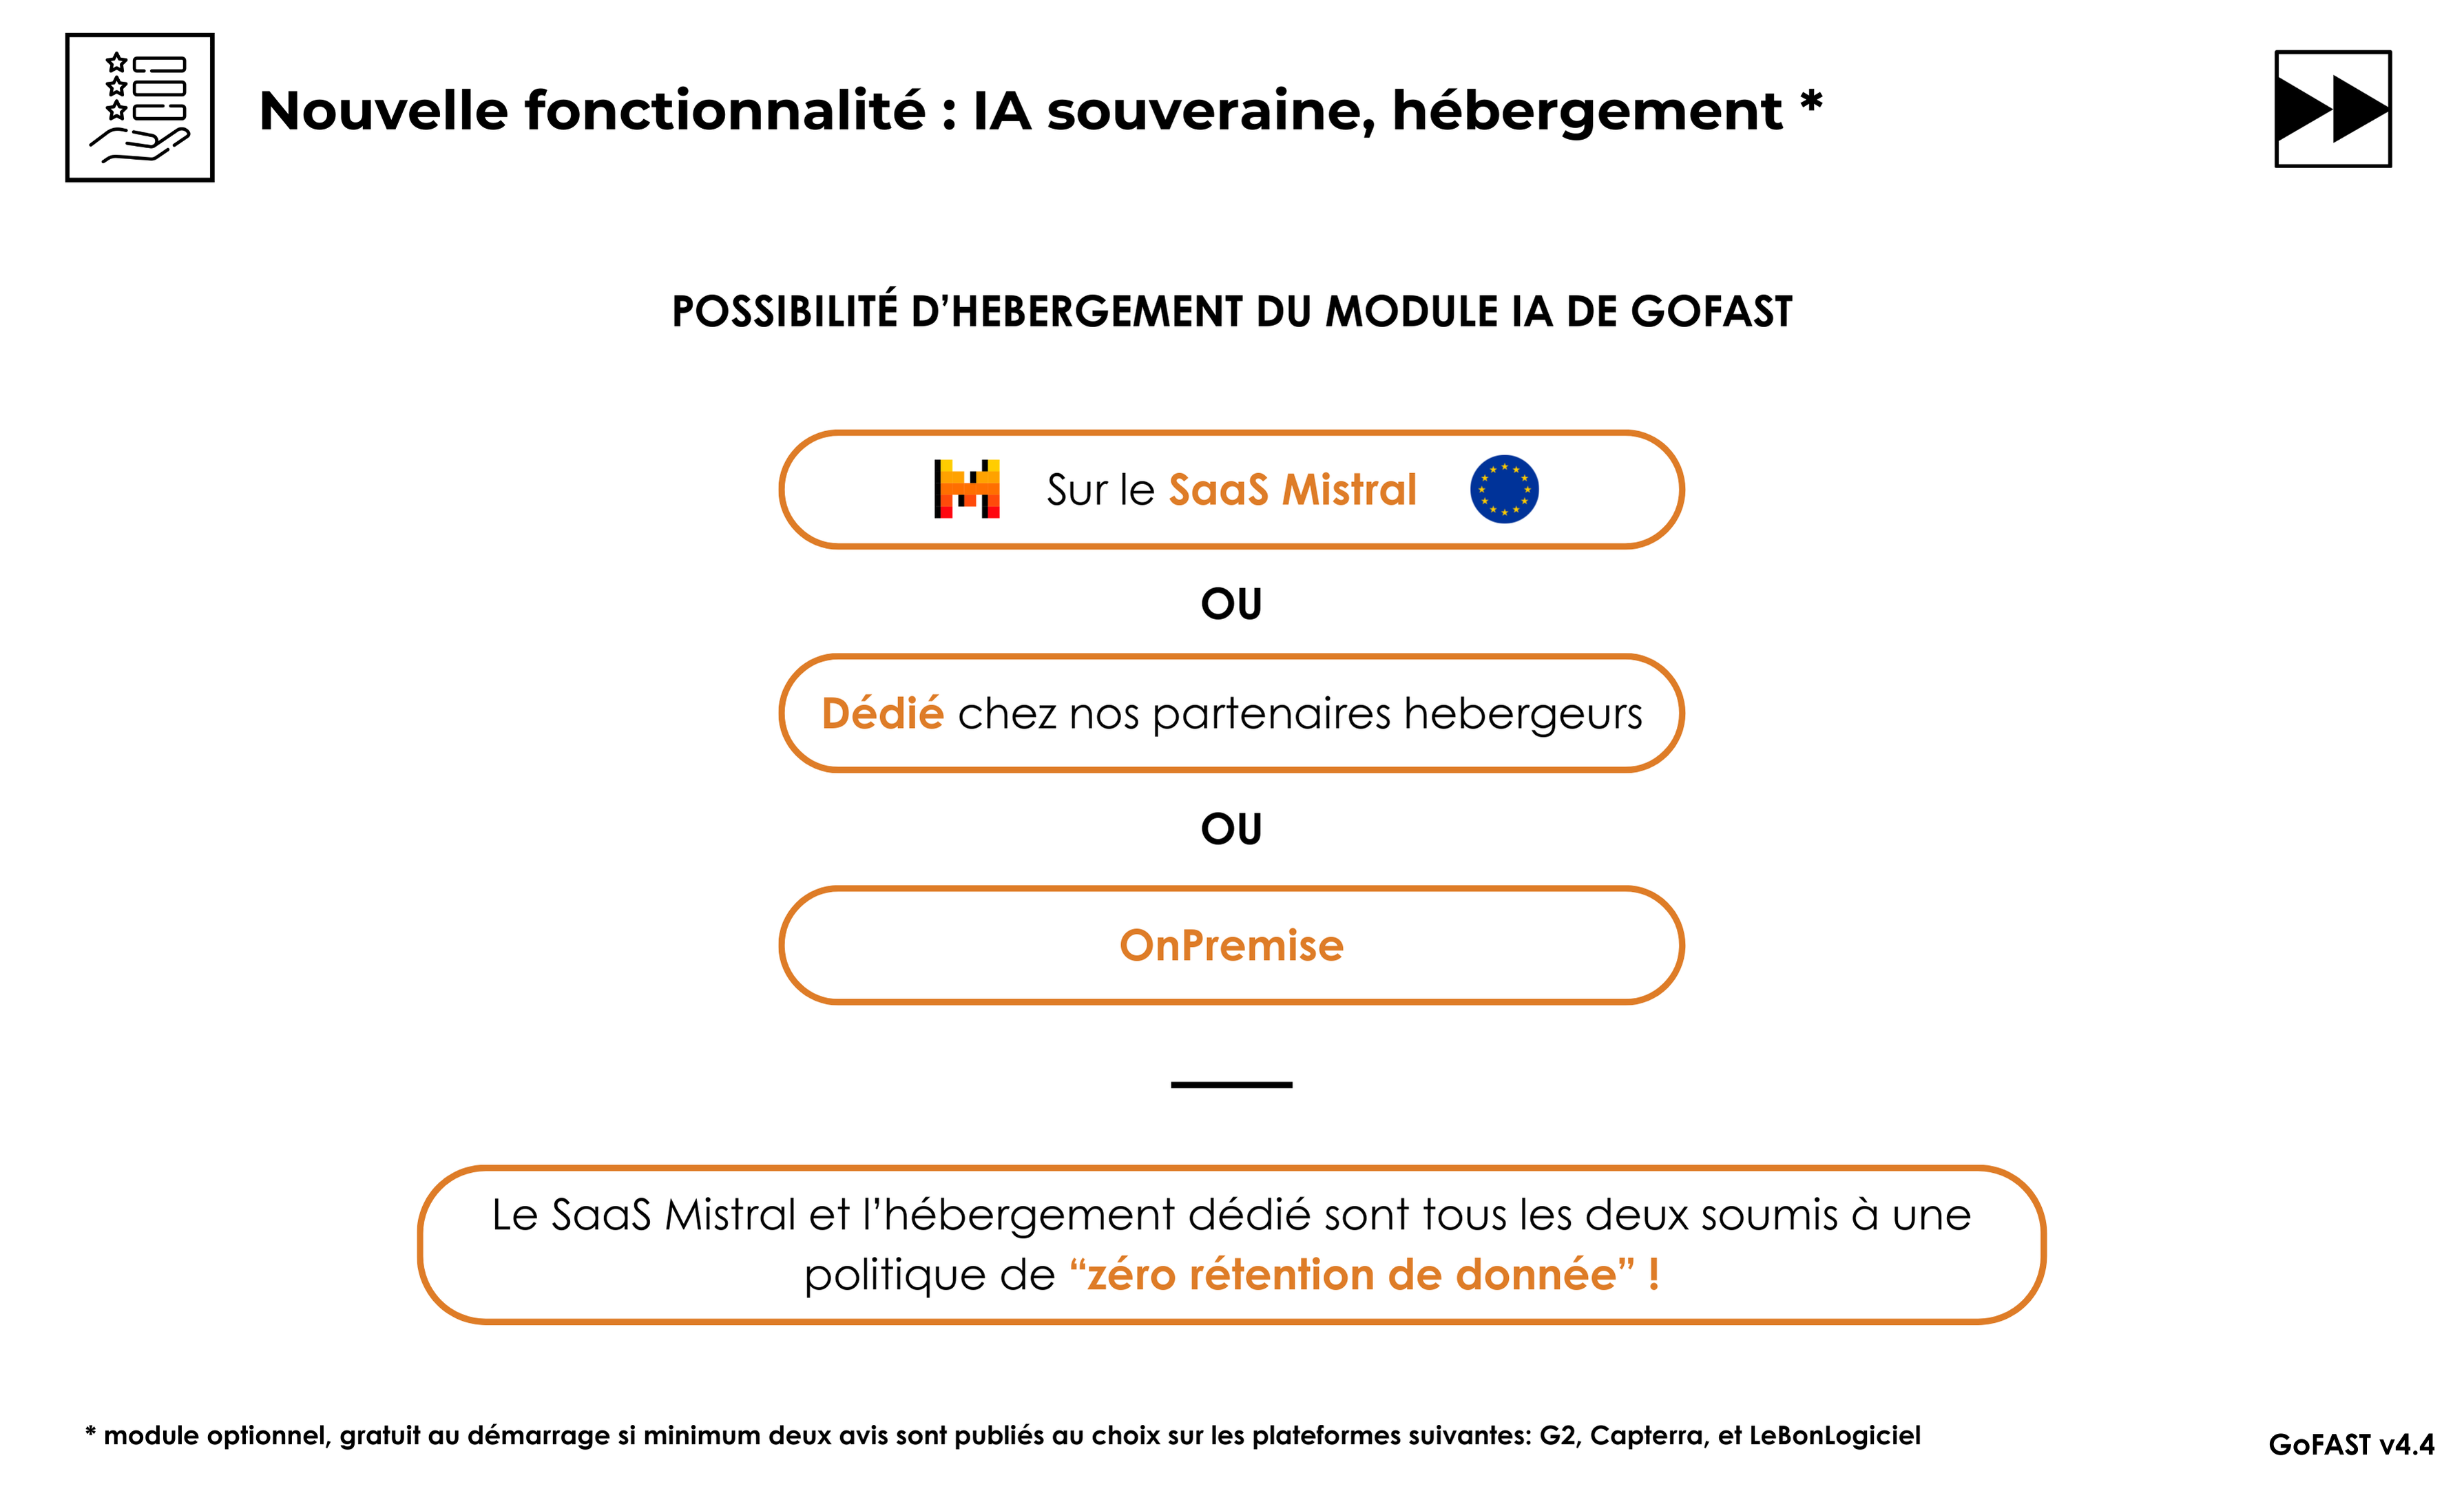 Nouvelle fonctionnalité : IA souveraine, hébergement *
POSSIBILITÉ D’HEBERGEMENT DU MODULE IA DE GOFAST
Sur le SaaS Mistral
OU
Dédié chez nos partenaires hebergeurs
OU
OnPremise
Le SaaS Mistral et l’hébergement dédié sont tous les deux soumis à une
politique de “zéro rétention de donnée” !
* module optionnel, gratuit au démarrage si minimum deux avis sont publiés au choix sur les plateformes suivantes: G2, Capterra, et LeBonLogiciel
GoFAST v4.4